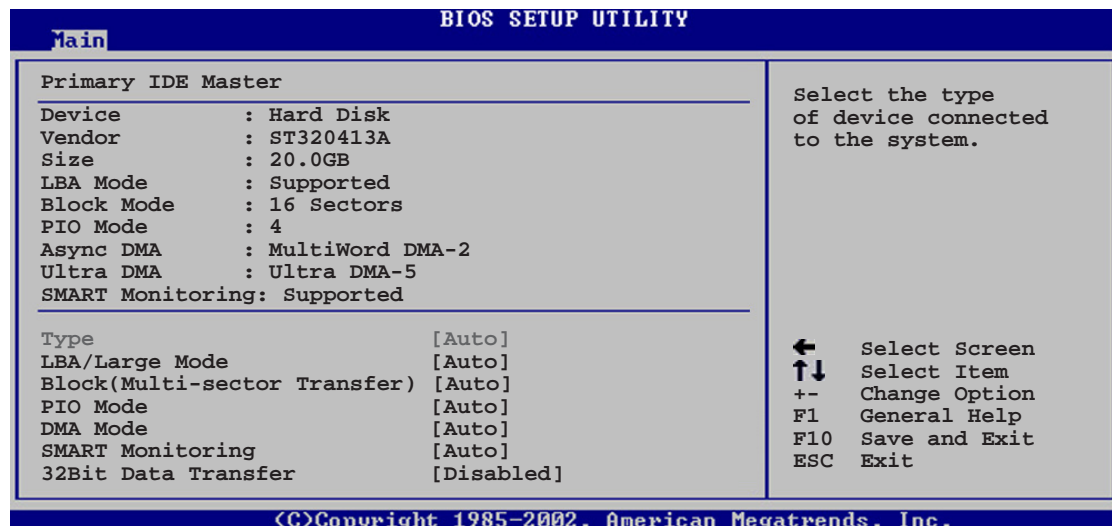 BIOS SETUP UTILITY
Main
Primary IDE Master
Device : Hard Disk
Vendor : ST320413A
Size : 20.0GB
LBA Mode : Supported
Block Mode : 16 Sectors
PIO Mode : 4
Async DMA : MultiWord DMA-2
Ultra DMA : Ultra DMA-5
SMART Monitoring: Supported
Type [Auto]
LBA/Large Mode [Auto]
Block(Multi-sector Transfer) [Auto]
PIO Mode [Auto]
DMA Mode [Auto]
SMART Monitoring [Auto]
32Bit Data Transfer [Disabled]
Select the type
of device connected
to the system.
← Select Screen
↑↓ Select Item
+- Change Option
F1 General Help
F10 Save and Exit
ESC Exit
(C)Copyright 1985-2002, American Megatrends, Inc.